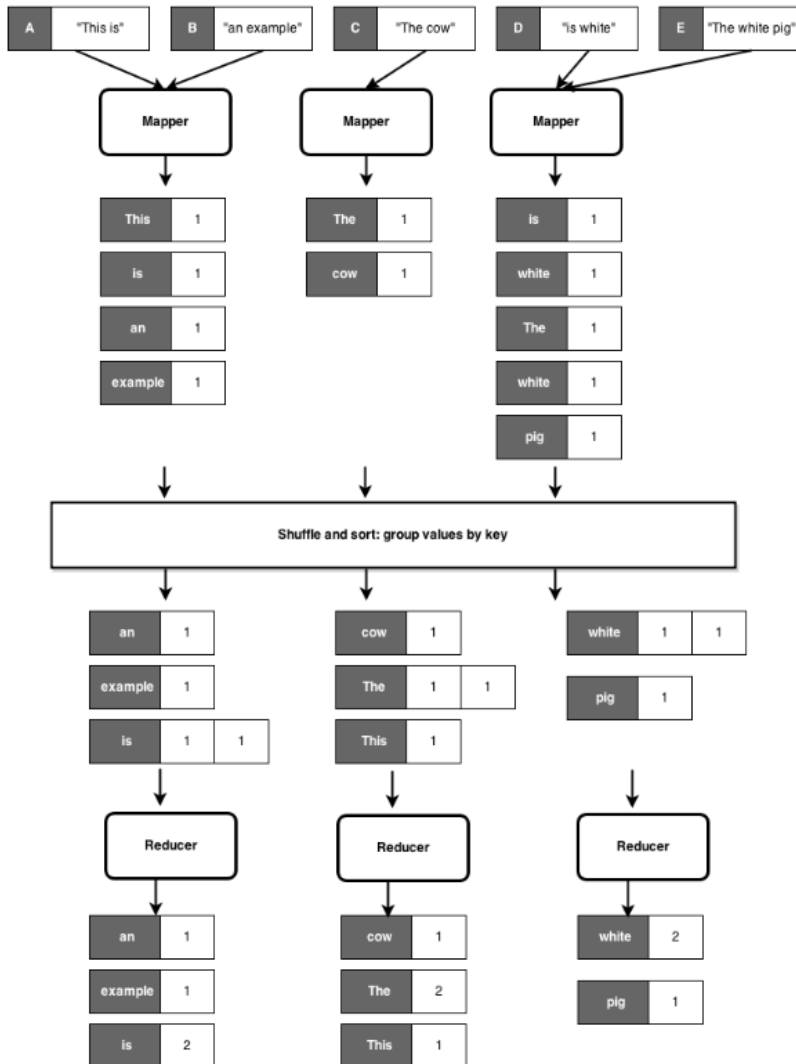 A "This is" B "an example" C "The cow" D "is white" E "The white pig"
Mapper Mapper Mapper
This 1 The 1 is 1
is 1 cow 1 white 1
an 1 The 1
example 1 white 1
pig 1
Shuffle and sort: group values by key
an 1 cow 1 white 1 1
example 1 The 1 1 pig 1
is 1 1 This 1
Reducer Reducer Reducer
an 1 cow 1 white 2
example 1 The 2 pig 1
is 2 This 1